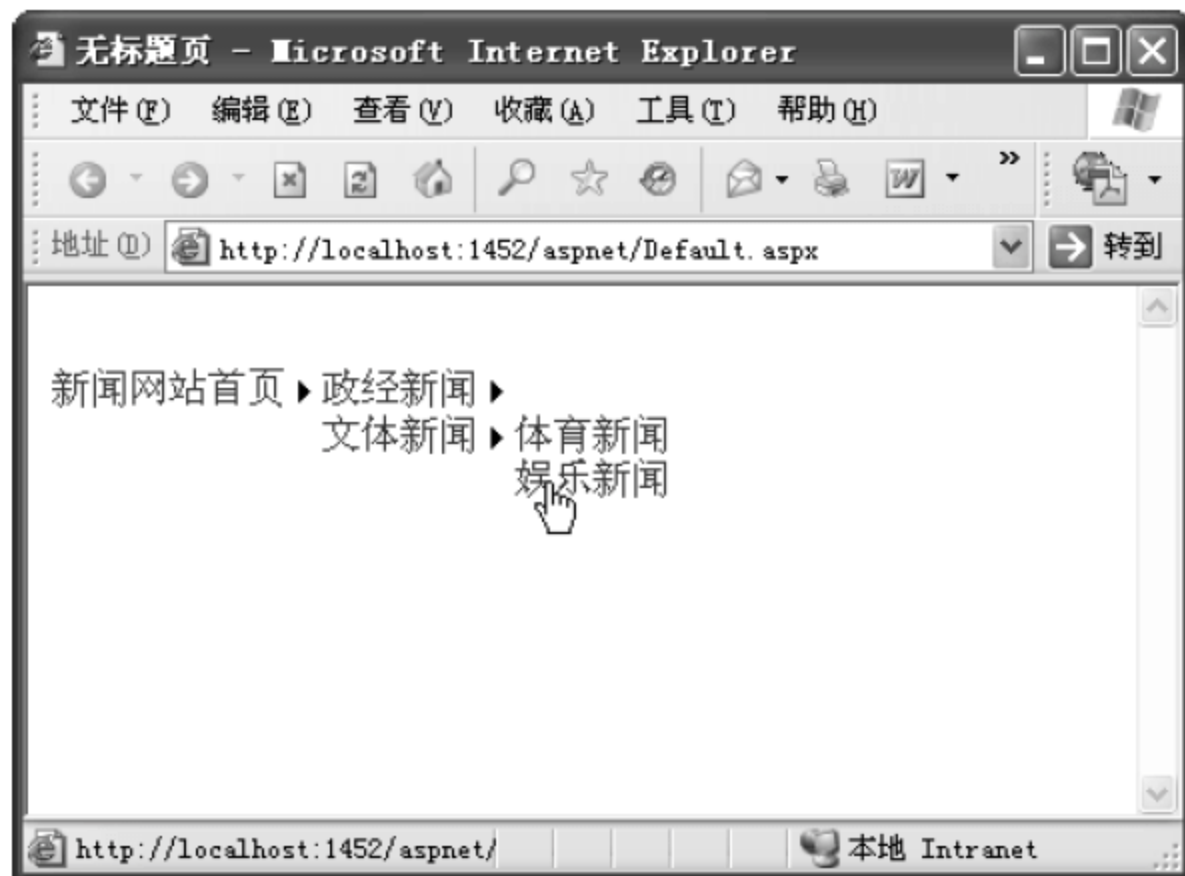 无标题页 - Microsoft Internet Explorer
文件(F) 编辑(E) 查看(V) 收藏(A) 工具(T) 帮助(H)
地址(D) http://localhost:1452/aspnet/Default.aspx 转到
新闻网站首页 政经新闻
文体新闻 体育新闻
娱乐新闻
http://localhost:1452/aspnet/ 本地 Intranet